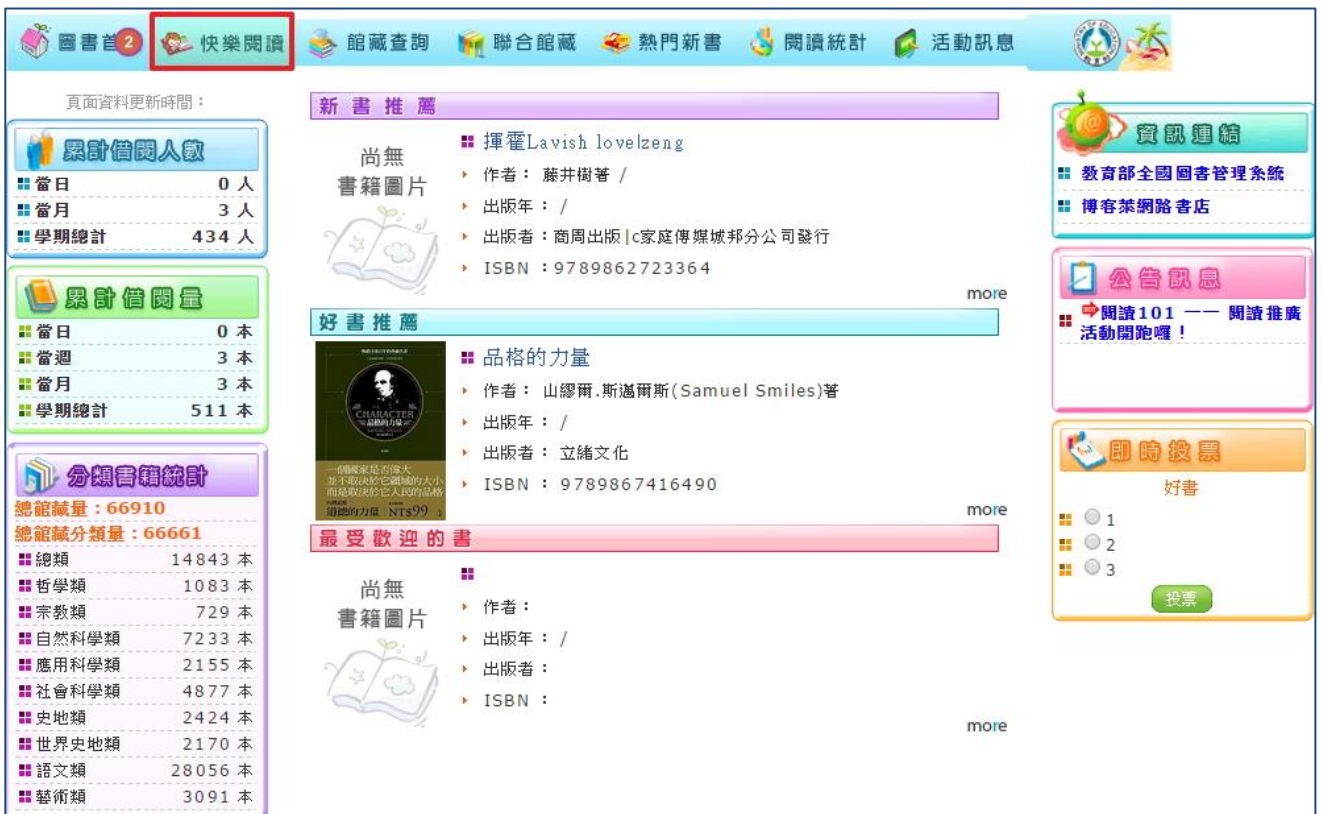 圖書首 2 快樂閱讀 館藏查詢 聯合館藏 熱門新書 閱讀統計 活動訊息
頁面資料更新時間：
累計借閱人數
當日 0 人
當月 3 人
學期總計 434 人
累計借閱量
當日 0 本
當週 3 本
當月 3 本
學期總計 511 本
分類書籍統計
總館藏量：66910
總館藏分類量：66661
總類 14843 本
哲學類 1083 本
宗教類 729 本
自然科學類 7233 本
應用科學類 2155 本
社會科學類 4877 本
史地類 2424 本
世界史地類 2170 本
語文類 28056 本
藝術類 3091 本
新書推薦
尚無
書籍圖片
揮霍Lavish lovelzeng
作者： 藤井樹著 /
出版年： /
出版者：商周出版|c家庭傳媒城邦分公司發行
ISBN ：9789862723364
more
好書推薦
CHARACTER
品格的力量
一個國家是否偉大
並不取決於它疆域的大小
而是取決於它人民的品格
道德的力量 NT$99
品格的力量
作者： 山繆爾.斯邁爾斯(Samuel Smiles)著
出版年： /
出版者： 立緒文化
ISBN ： 9789867416490
more
最受歡迎的書
尚無
書籍圖片
作者：
出版年： /
出版者：
ISBN ：
more
資訊連結
教育部全國圖書管理系統
博客萊網路書店
公告訊息
閱讀101 一一 閱讀推廣
活動開跑囉！
即時投票
好書
1
2
3
投票